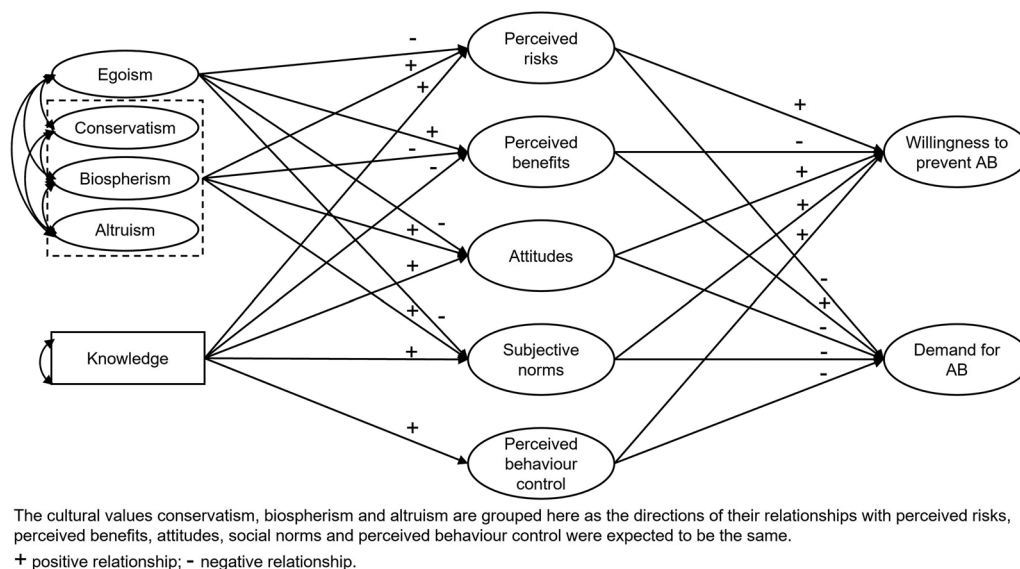 Egoism
Conservatism
Biospherism
Altruism
Knowledge
-
+
+
+
-
-
-
+
+
-
+
+
+
Perceived
risks
Perceived
benefits
Attitudes
Subjective
norms
Perceived
behaviour
control
+
-
+
+
+
-
+
-
-
-
Willingness to
prevent AB
Demand for
AB
The cultural values conservatism, biospherism and altruism are grouped here as the directions of their relationships with perceived risks,
perceived benefits, attitudes, social norms and perceived behaviour control were expected to be the same.
+ positive relationship; - negative relationship.